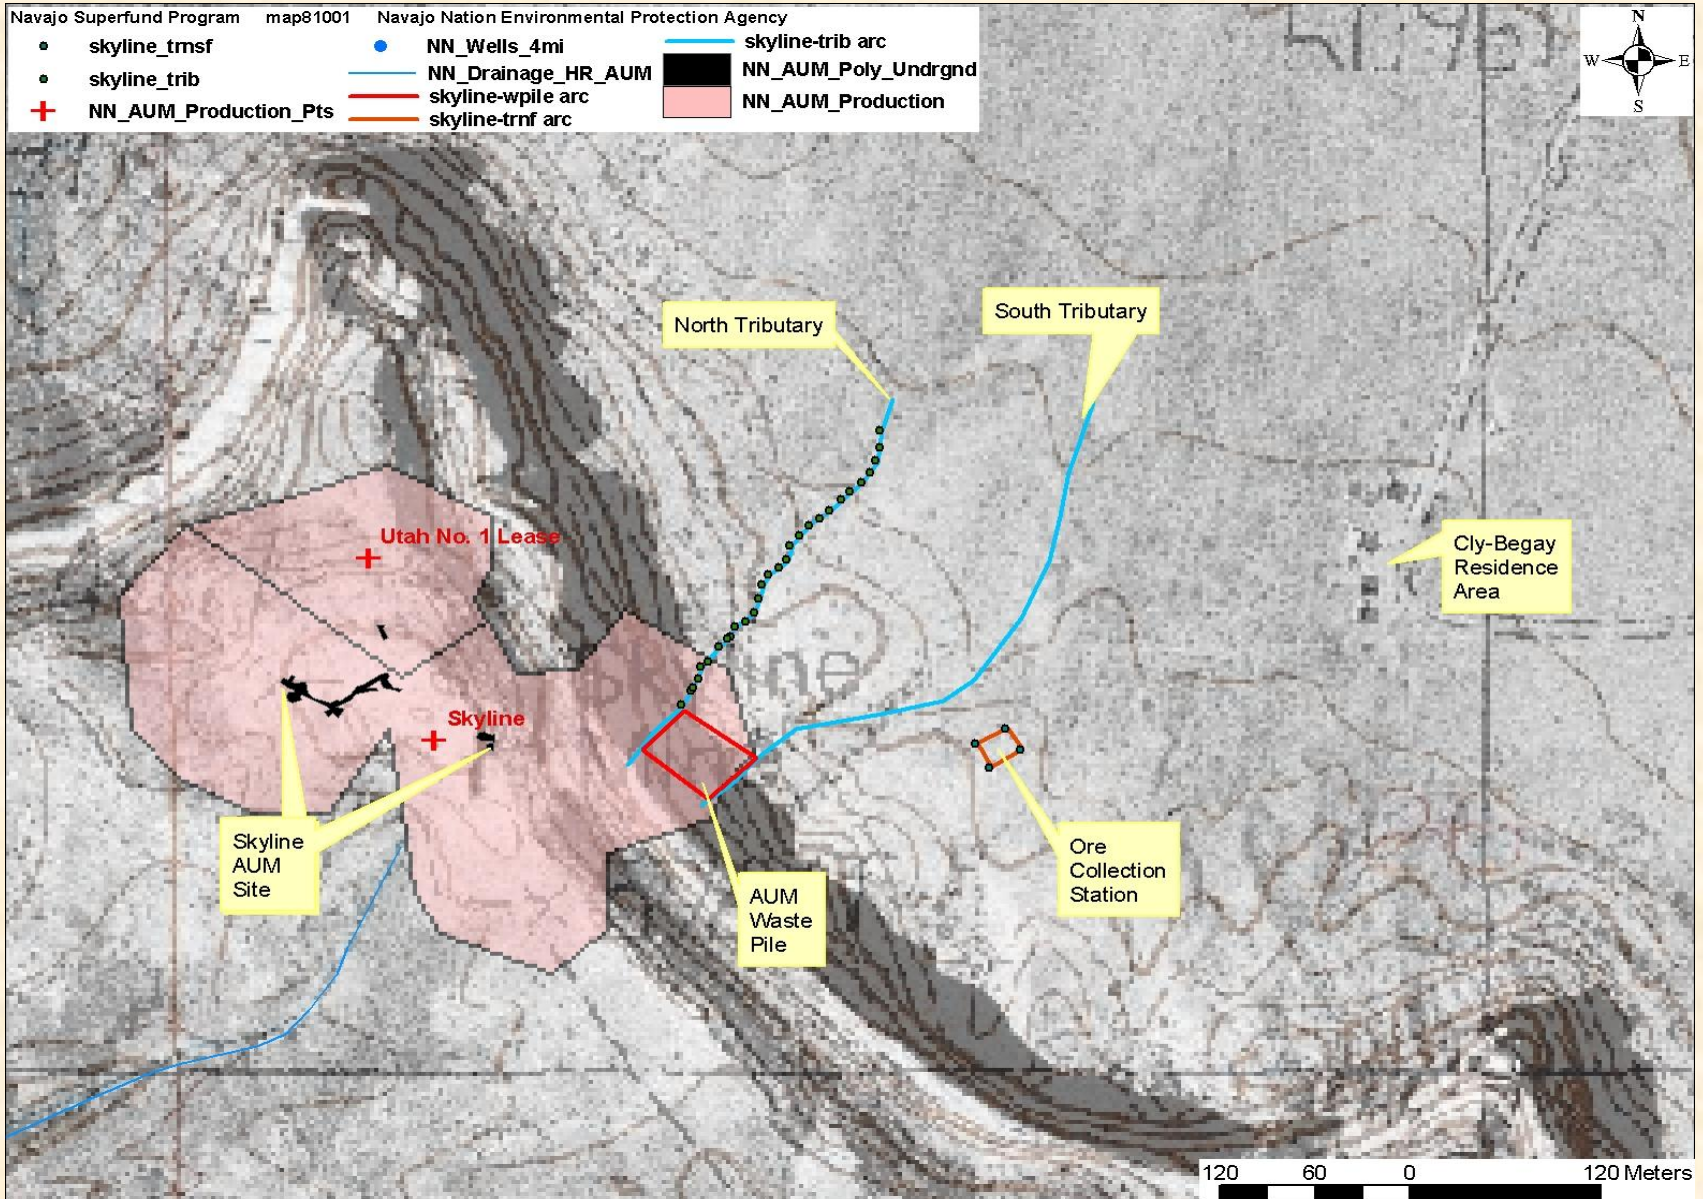 Navajo Superfund Program map81001 Navajo Nation Environmental Protection Agency
skyline_trnsf
skyline_trib
NN_AUM_Production_Pts
NN_Wells_4mi
NN_Drainage_HR_AUM
skyline-wpile arc
skyline-trnf arc
skyline-trib arc
NN_AUM_Poly_Undrgnd
NN_AUM_Production
N
W E
S
North Tributary
South Tributary
Utah No. 1 Lease
Cly-Begay
Residence
Area
Skyline
Skyline
AUM
Site
AUM
Waste
Pile
Ore
Collection
Station
120 60 0 120 Meters